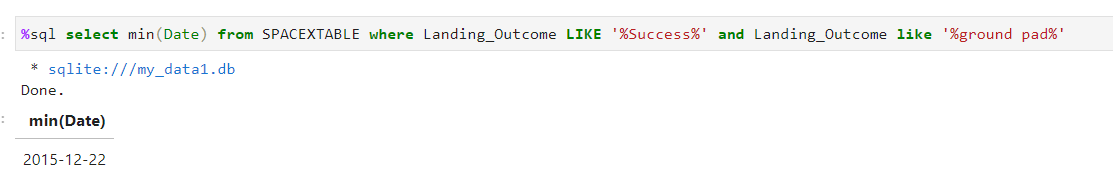 : %sql select min(Date) from SPACEXTABLE where Landing_Outcome LIKE '%Success%' and Landing_Outcome like '%ground pad%'
* sqlite:///my_data1.db
Done.
: min(Date)
2015-12-22